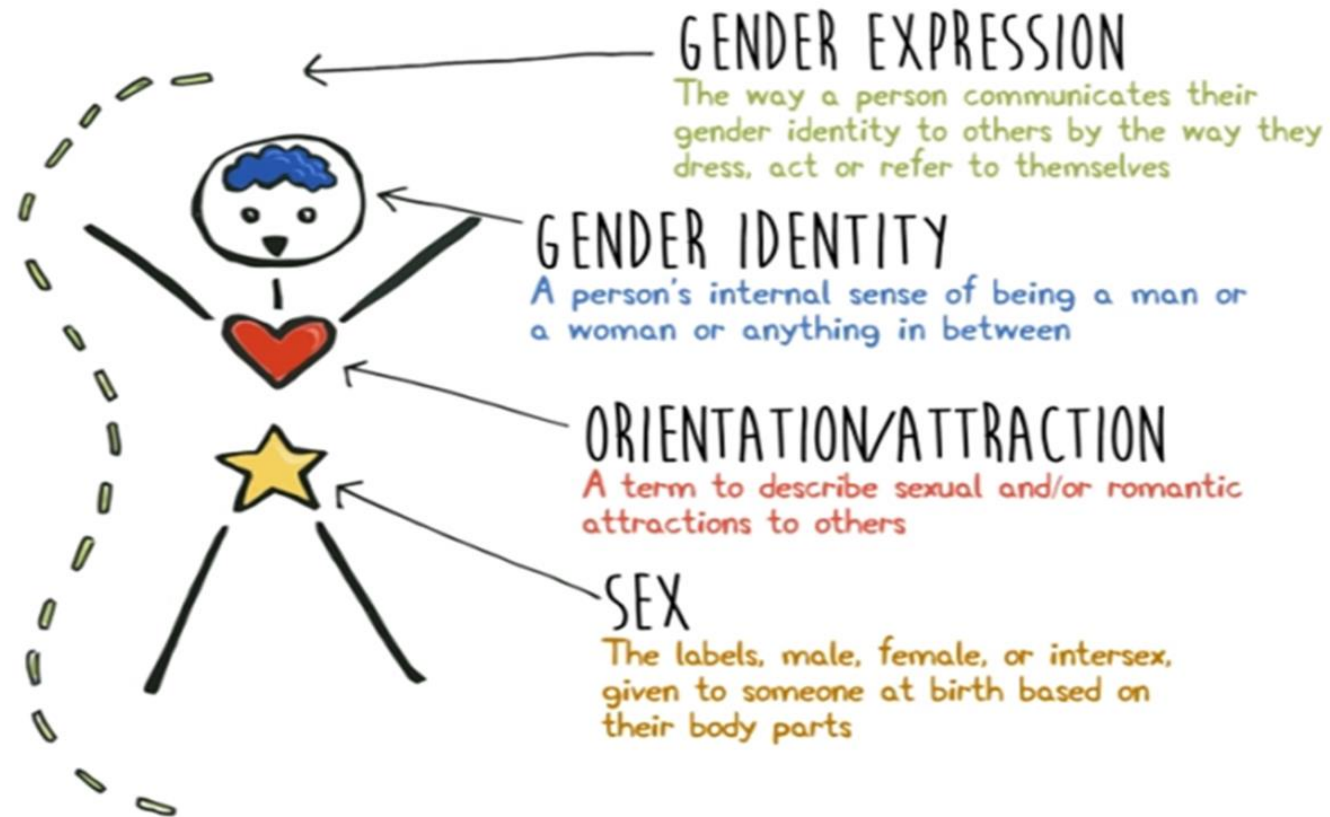 GENDER EXPRESSION
The way a person communicates their
gender identity to others by the way they
dress, act or refer to themselves
GENDER IDENTITY
A person's internal sense of being a man or
a woman or anything in between
ORIENTATION/ATTRACTION
A term to describe sexual and/or romantic
attractions to others
SEX
The labels, male, female, or intersex,
given to someone at birth based on
their body parts